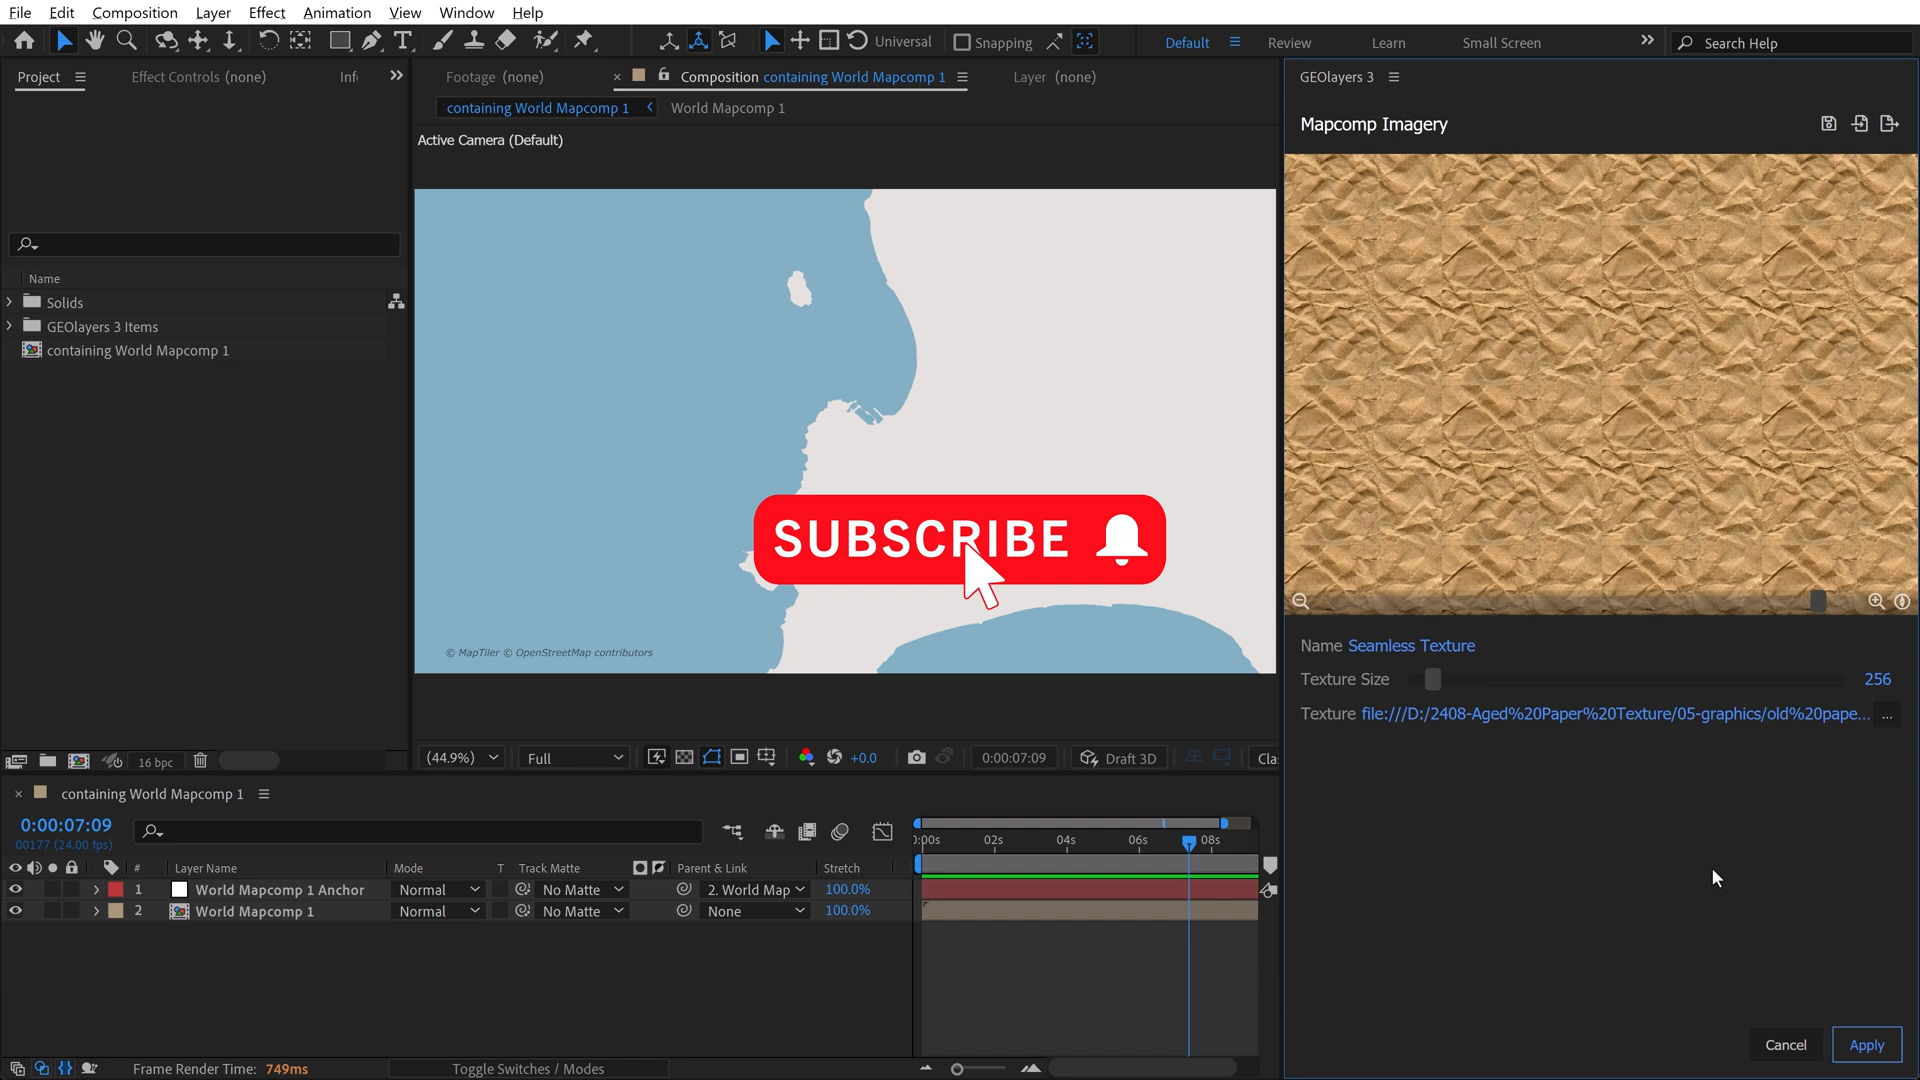 File Edit Composition Layer Effect Animation View Window Help
Universal Snapping Default Review Learn Small Screen Search Help
Project Effect Controls (none) Inf Footage (none) Composition containing World Mapcomp 1 Layer (none) GEOlayers 3
containing World Mapcomp 1 World Mapcomp 1
Active Camera (Default)
Mapcomp Imagery
Name
Solids
GEOlayers 3 Items
containing World Mapcomp 1
SUBSCRIBE
© MapTiler © OpenStreetMap contributors
Name Seamless Texture
Texture Size 256
Texture file:///D:/2408-Aged%20Paper%20Texture/05-graphics/old%20pape... ...
16 bpc (44.9%) Full +0.0 0:00:07:09 Draft 3D Cla
containing World Mapcomp 1
0:00:07:09
00177 (24.00 fps)
0:00s 02s 04s 06s 08s
# Layer Name Mode T Track Matte Parent & Link Stretch
1 World Mapcomp 1 Anchor Normal No Matte 2. World Map 100.0%
2 World Mapcomp 1 Normal No Matte None 100.0%
Cancel Apply
Frame Render Time: 749ms Toggle Switches / Modes